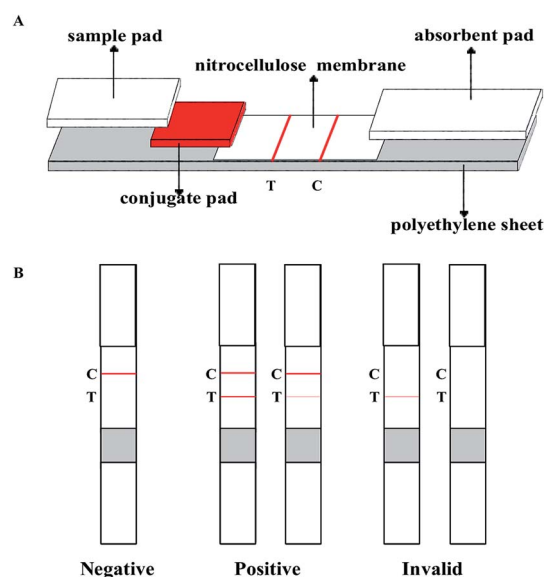 A
sample pad
absorbent pad
nitrocellulose membrane
T C
conjugate pad
polyethylene sheet
B
C C C C C
T T T T T
Negative Positive Invalid